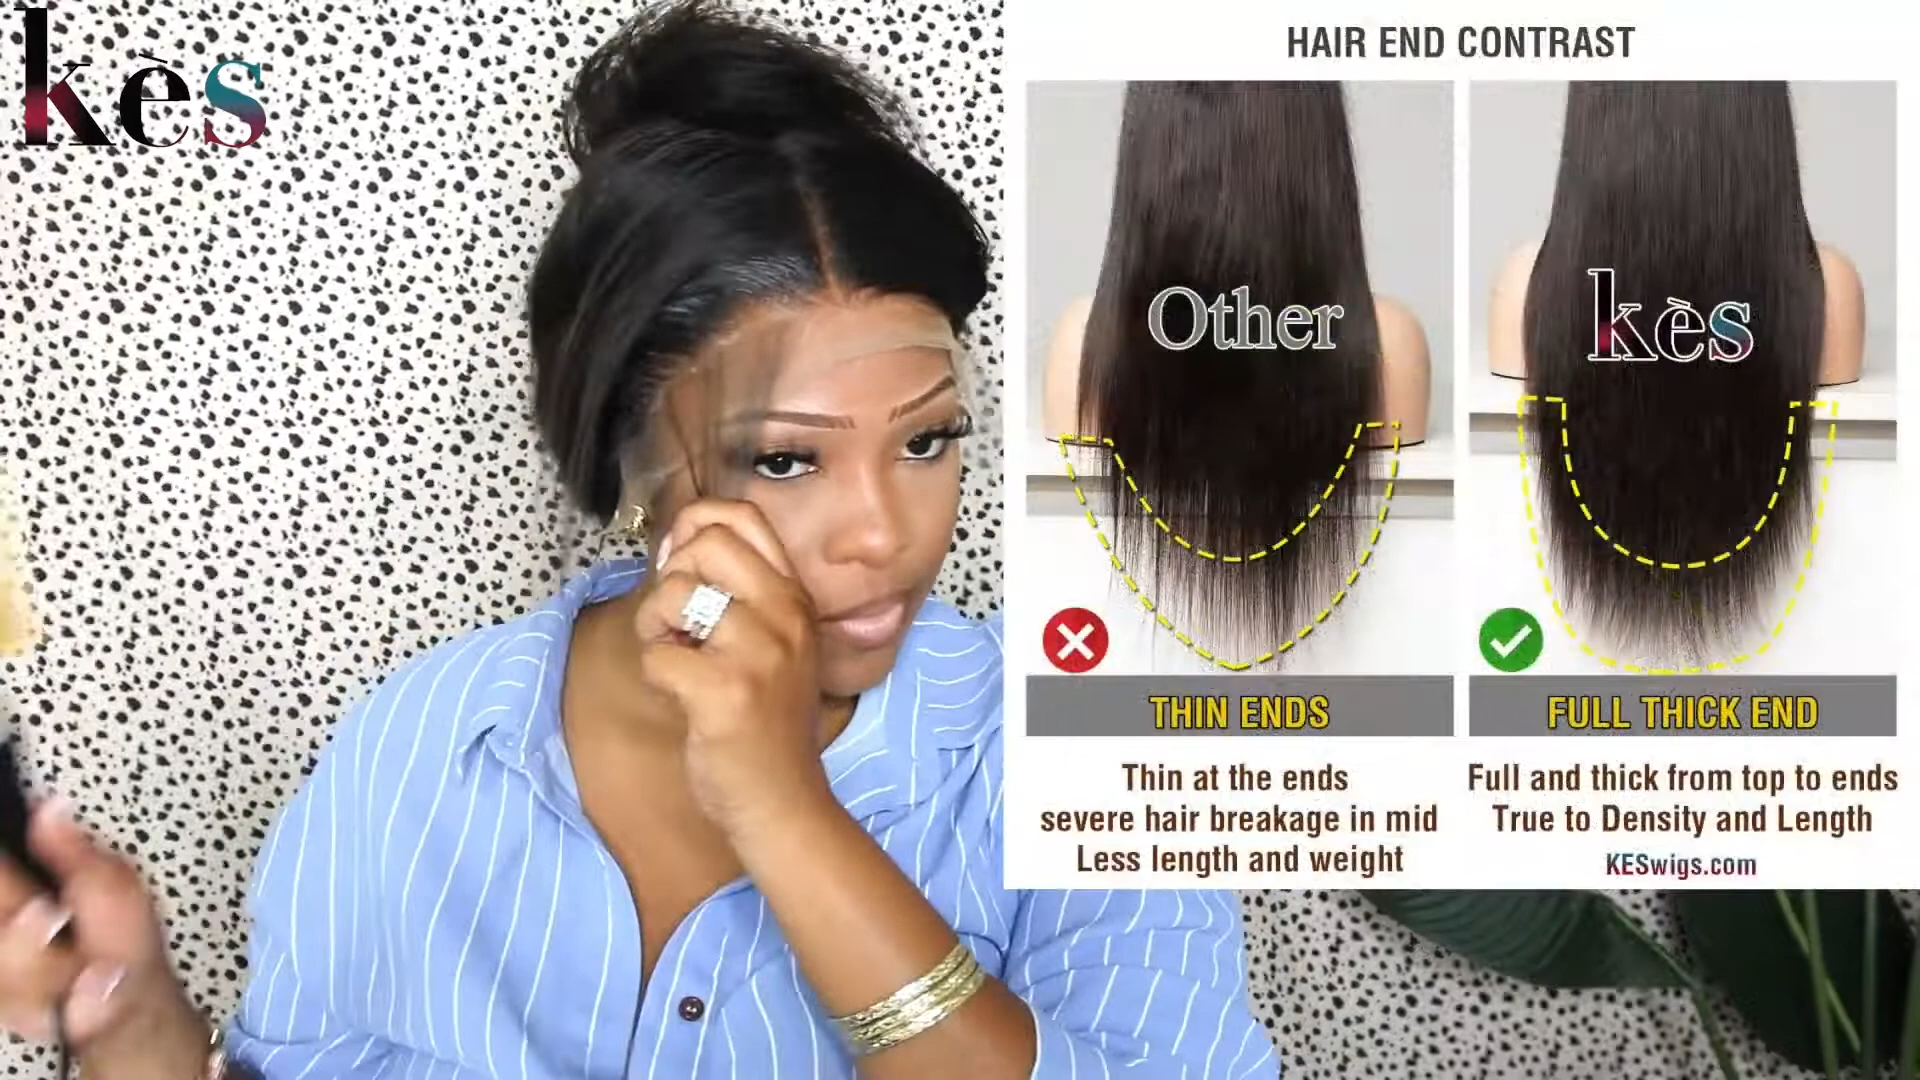 kès
HAIR END CONTRAST
Other
kès
THIN ENDS
FULL THICK END
Thin at the ends
severe hair breakage in mid
Less length and weight
Full and thick from top to ends
True to Density and Length
KESwigs.com